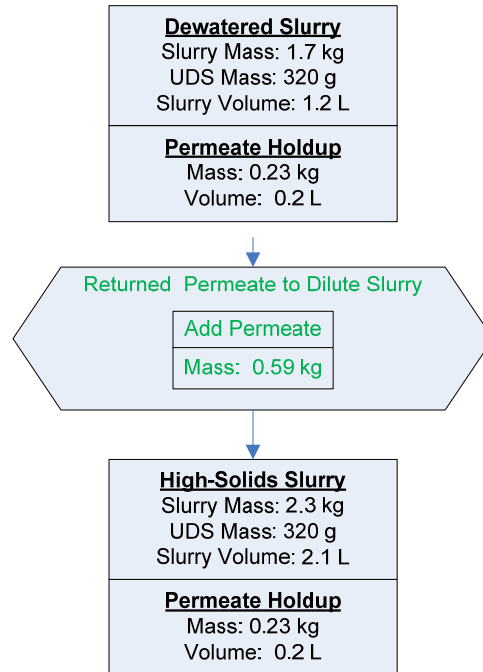 Dewatered Slurry
Slurry Mass: 1.7 kg
UDS Mass: 320 g
Slurry Volume: 1.2 L
Permeate Holdup
Mass: 0.23 kg
Volume:  0.2 L
Returned  Permeate to Dilute Slurry
Add Permeate
Mass:  0.59 kg
High-Solids Slurry
Slurry Mass: 2.3 kg
UDS Mass: 320 g
Slurry Volume: 2.1 L
Permeate Holdup
Mass: 0.23 kg
Volume: 0.2 L